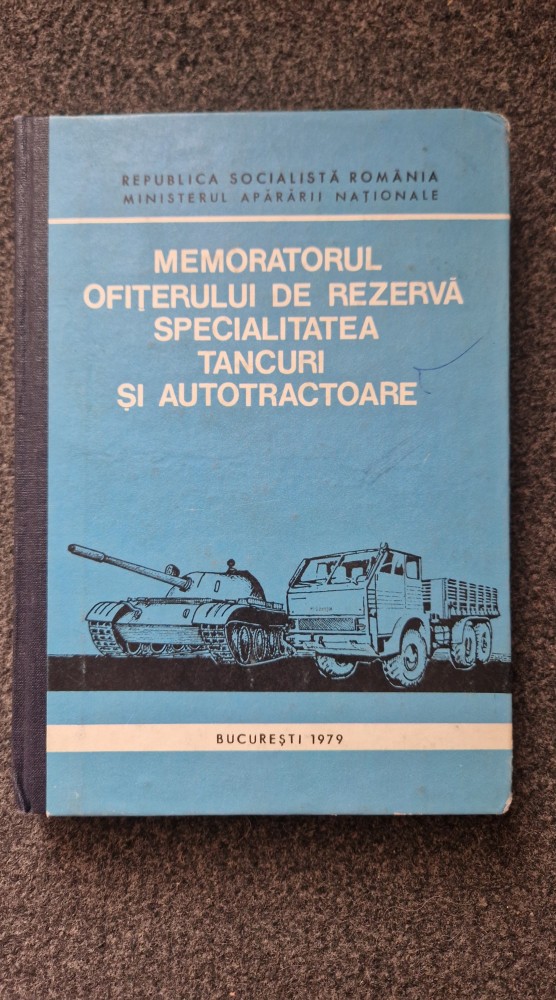 REPUBLICA SOCIALISTĂ ROMÂNIA
MINISTERUL APĂRĂRII NAȚIONALE
MEMORATORUL
OFIȚERULUI DE REZERVĂ
SPECIALITATEA
TANCURI
ȘI AUTOTRACTOARE
BUCUREȘTI 1979